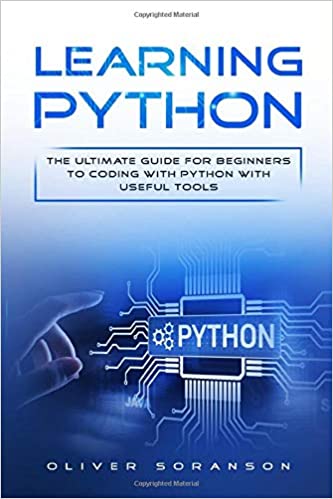 Copyrighted Material
LEARNING
PYTHON
THE ULTIMATE GUIDE FOR BEGINNERS
TO CODING WITH PYTHON WITH
USEFUL TOOLS
PYTHON
JAVA
OLIVER SORANSON
Copyrighted Material